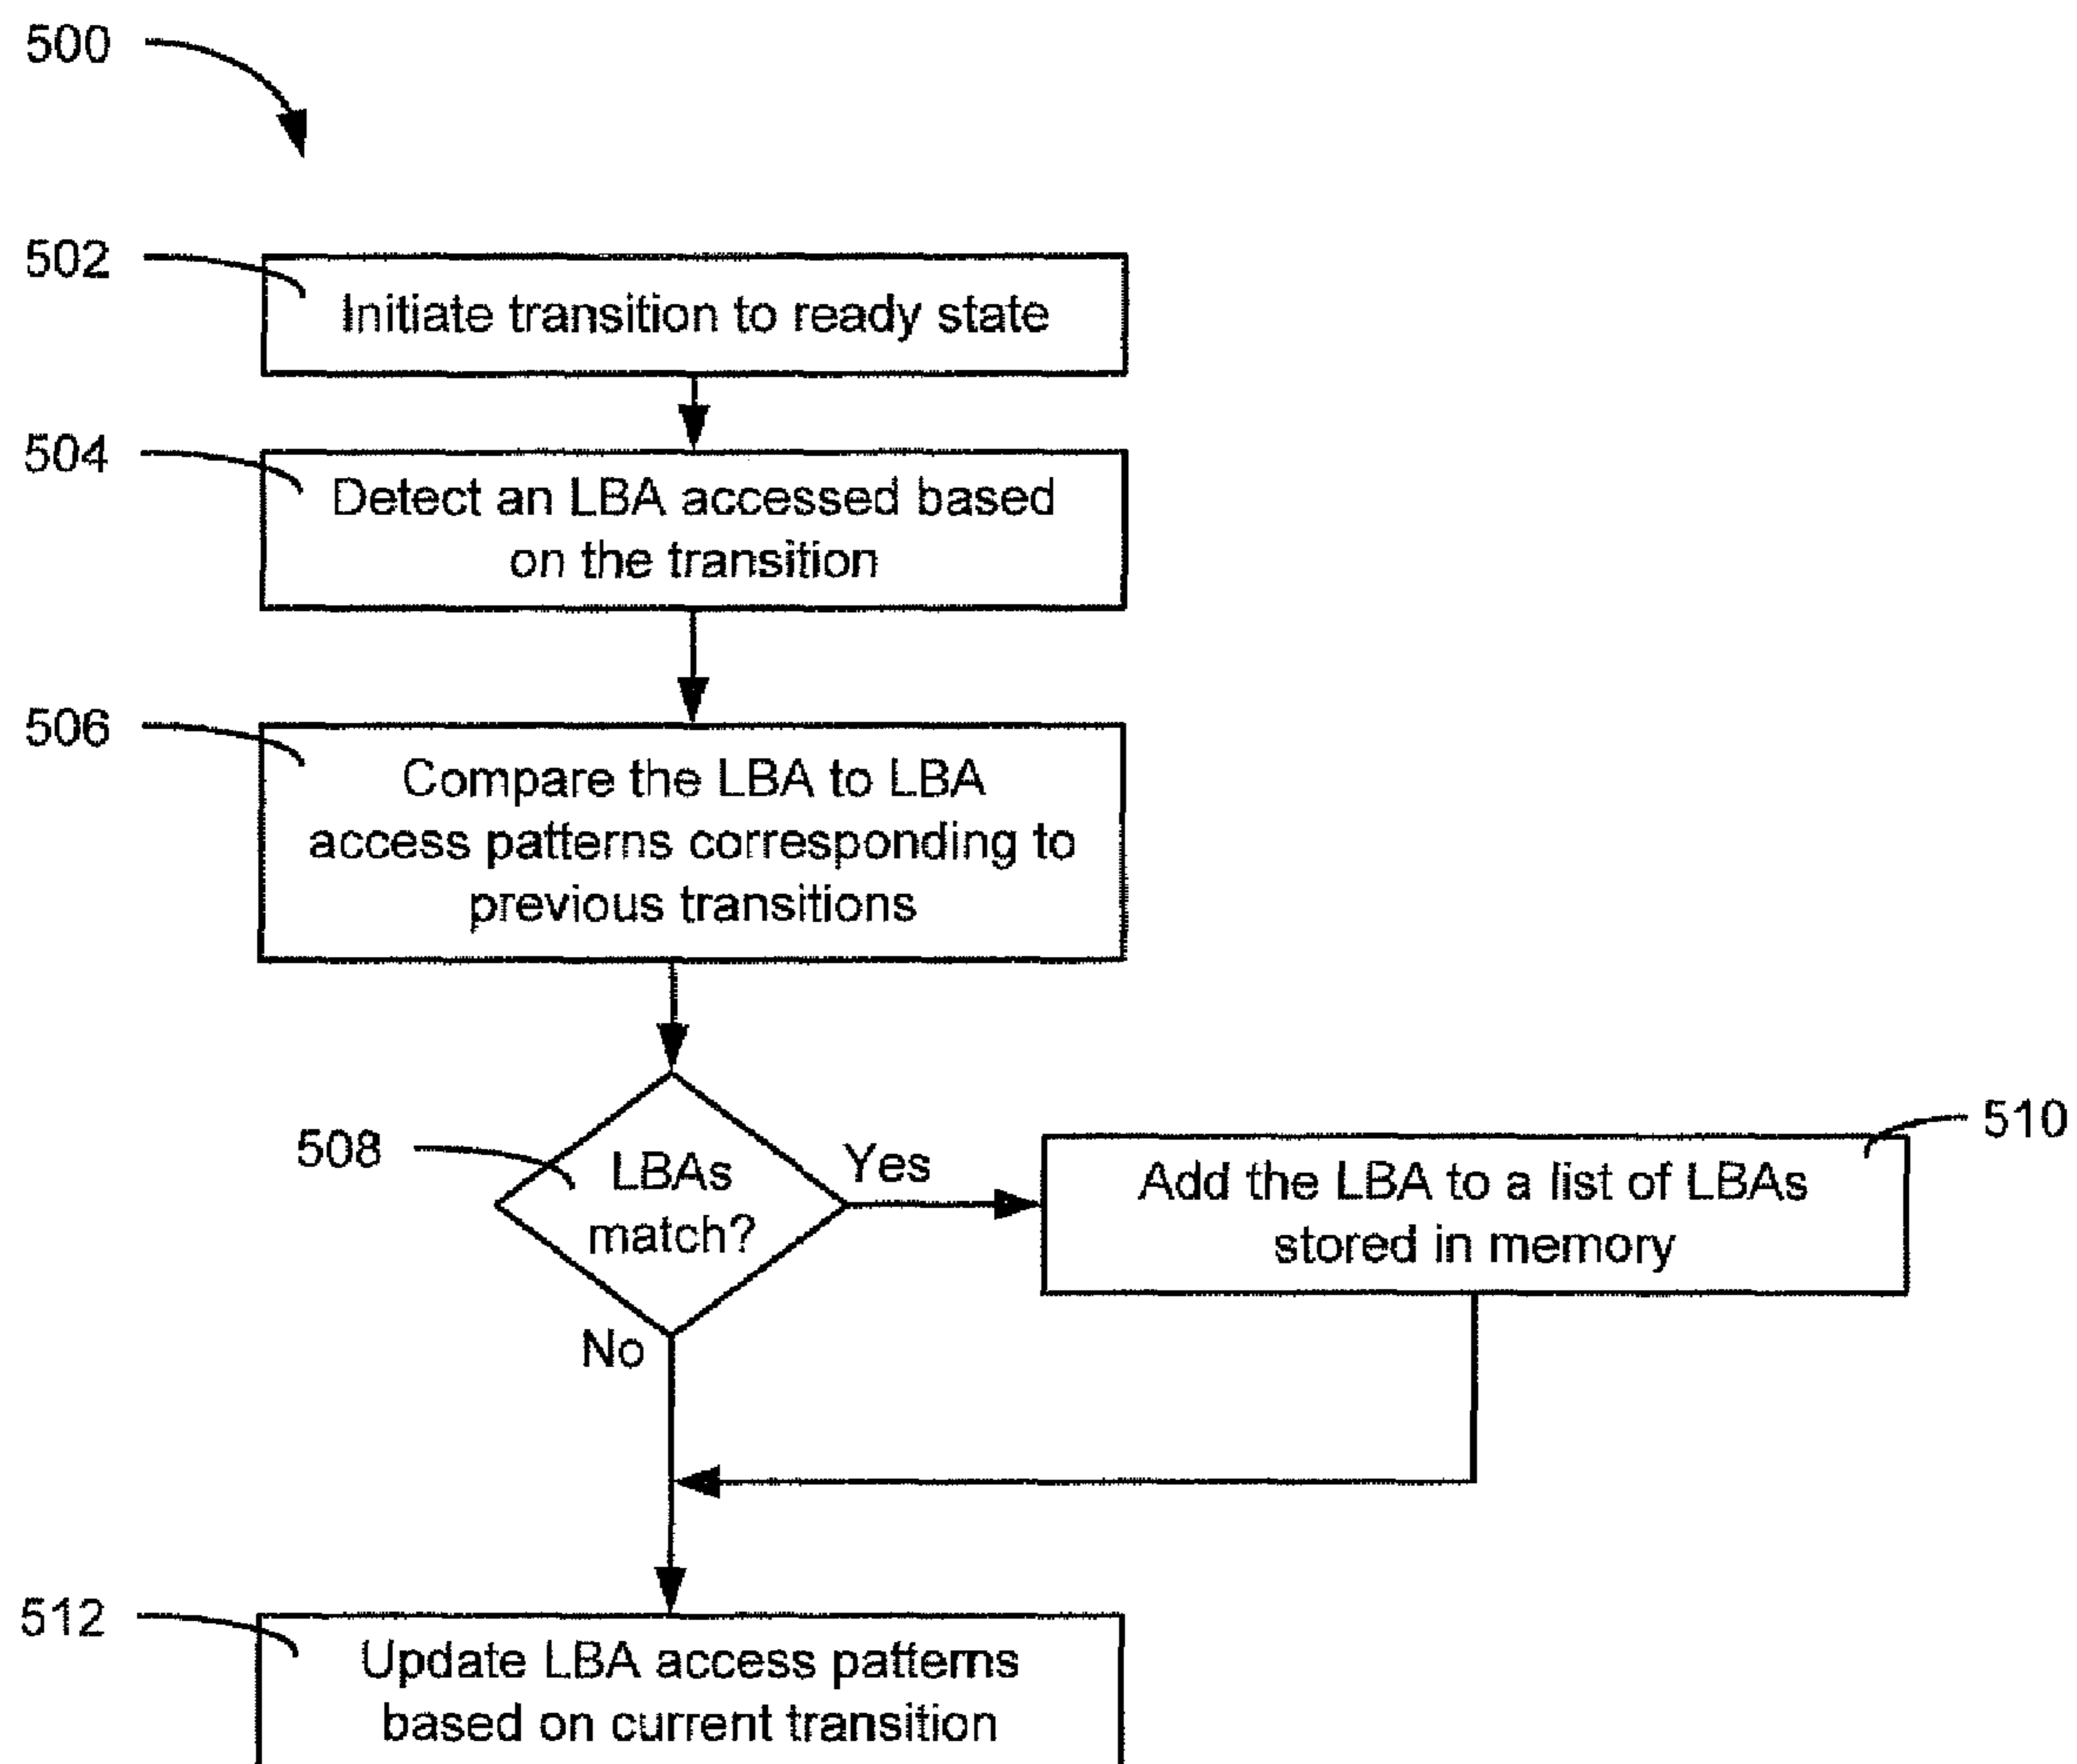 500
502
Initiate transition to ready state
504
Detect an LBA accessed based
on the transition
506
Compare the LBA to LBA
access patterns corresponding to
previous transitions
508
LBAs
match?
Yes
510
Add the LBA to a list of LBAs
stored in memory
No
512
Update LBA access patterns
based on current transition